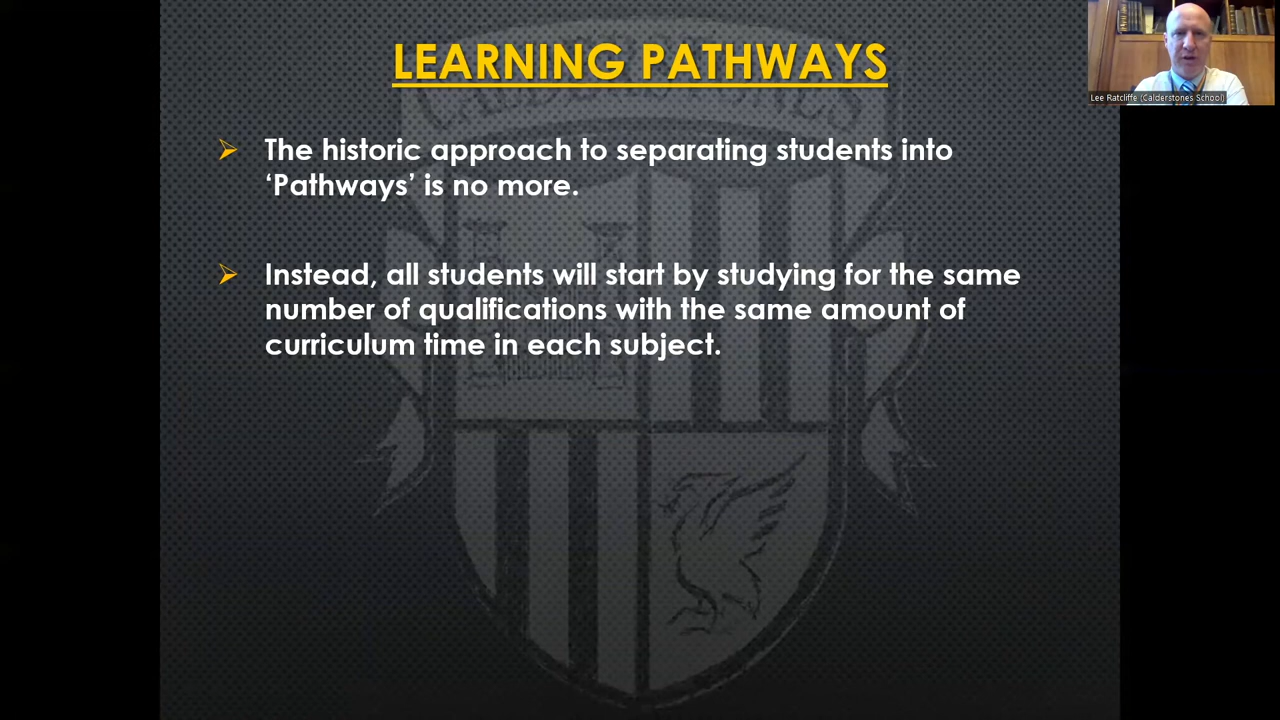 LEARNING PATHWAYS
Lee Ratcliffe (Calderstones School)
➢ The historic approach to separating students into
‘Pathways’ is no more.
➢ Instead, all students will start by studying for the same
number of qualifications with the same amount of
curriculum time in each subject.